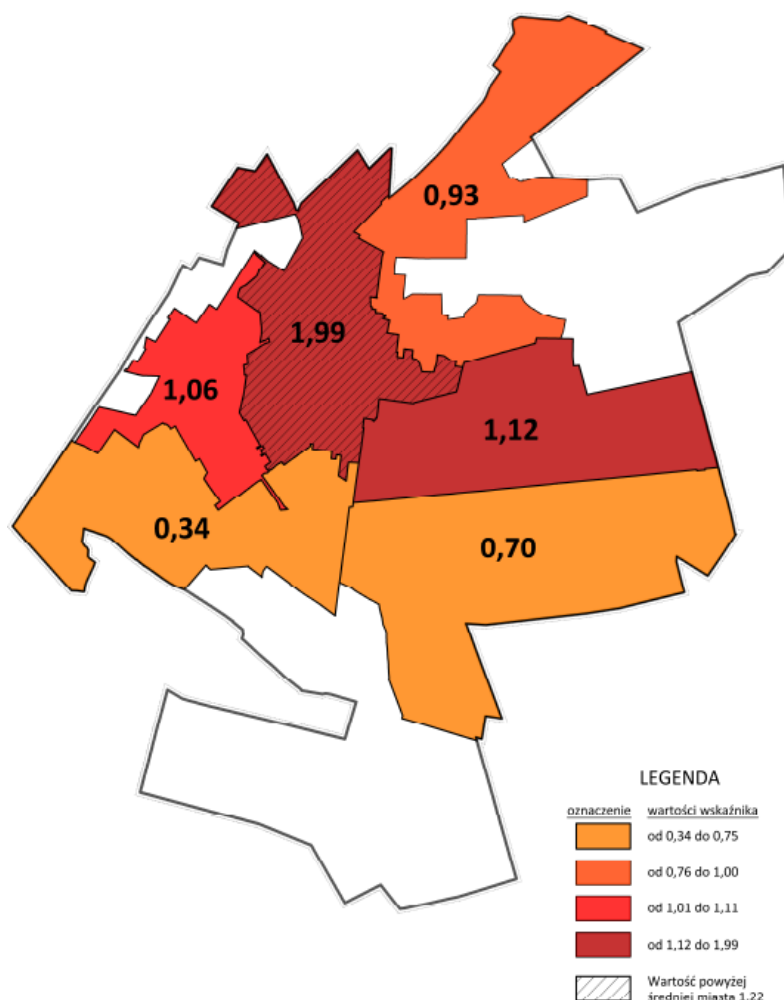 0,93
1,99
1,06
1,12
0,34
0,70
LEGENDA
oznaczenie wartości wskaźnika
od 0,34 do 0,75
od 0,76 do 1,00
od 1,01 do 1,11
od 1,12 do 1,99
Wartość powyżej
średniej miasta 1,22